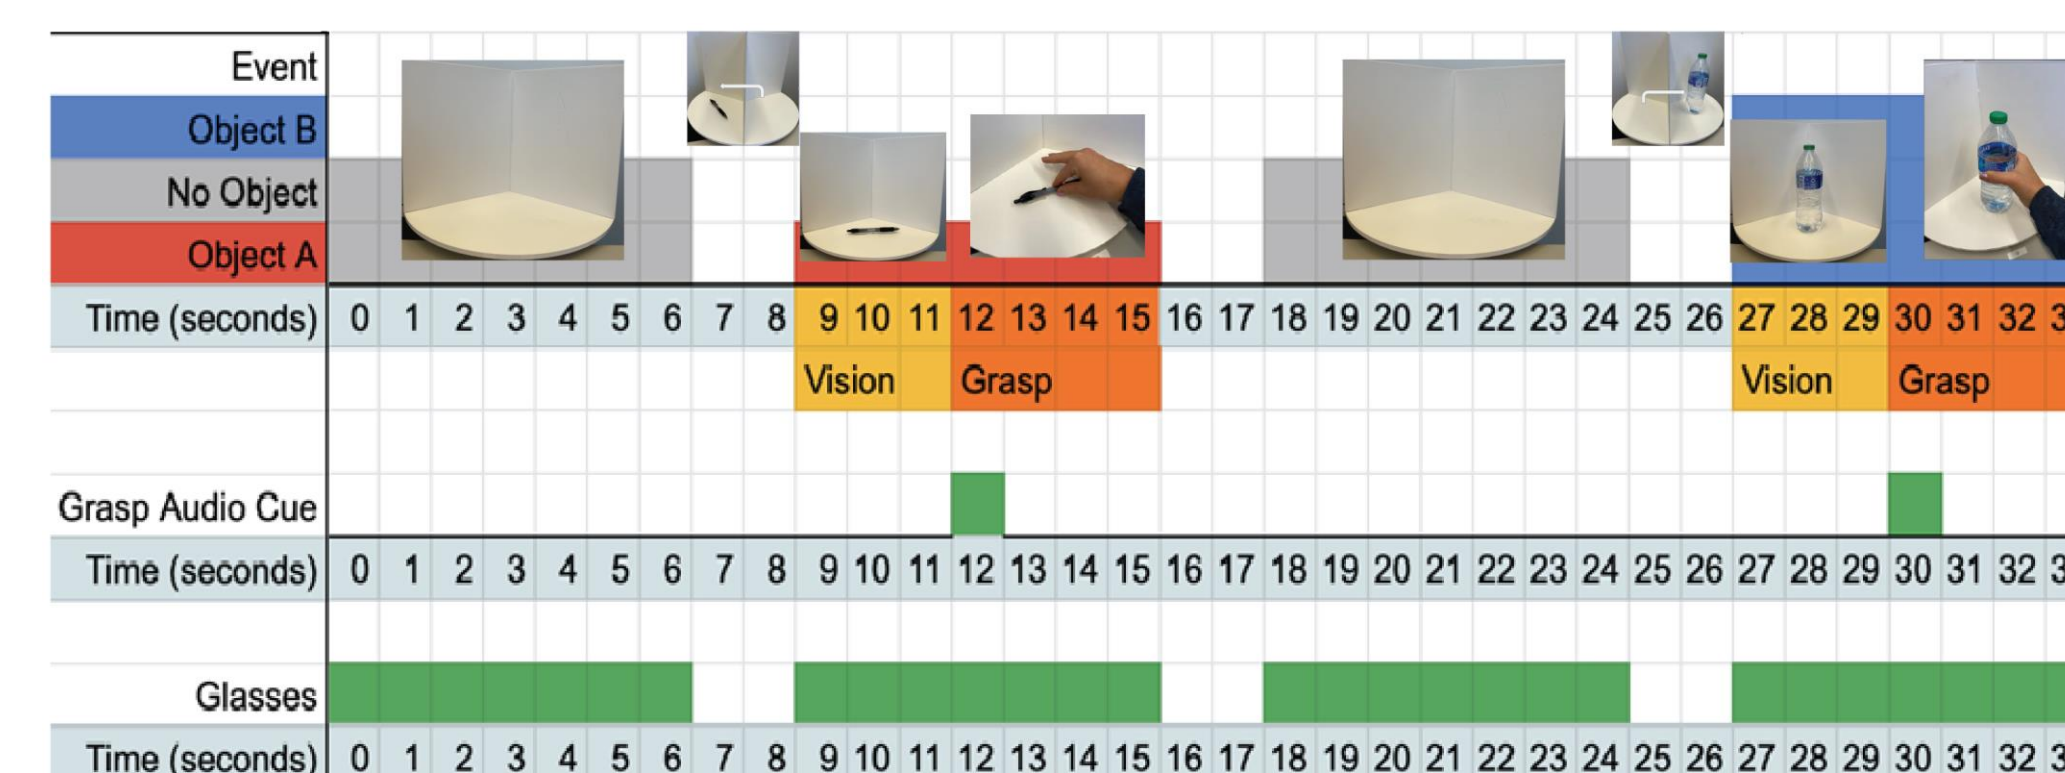 Event
Object B
No Object
Object A
Time (seconds) 0 1 2 3 4 5 6 7 8 9 10 11 12 13 14 15 16 17 18 19 20 21 22 23 24 25 26 27 28 29 30 31 32 3
Vision Grasp Vision Grasp
Grasp Audio Cue
Time (seconds) 0 1 2 3 4 5 6 7 8 9 10 11 12 13 14 15 16 17 18 19 20 21 22 23 24 25 26 27 28 29 30 31 32 3
Glasses
Time (seconds) 0 1 2 3 4 5 6 7 8 9 10 11 12 13 14 15 16 17 18 19 20 21 22 23 24 25 26 27 28 29 30 31 32 3